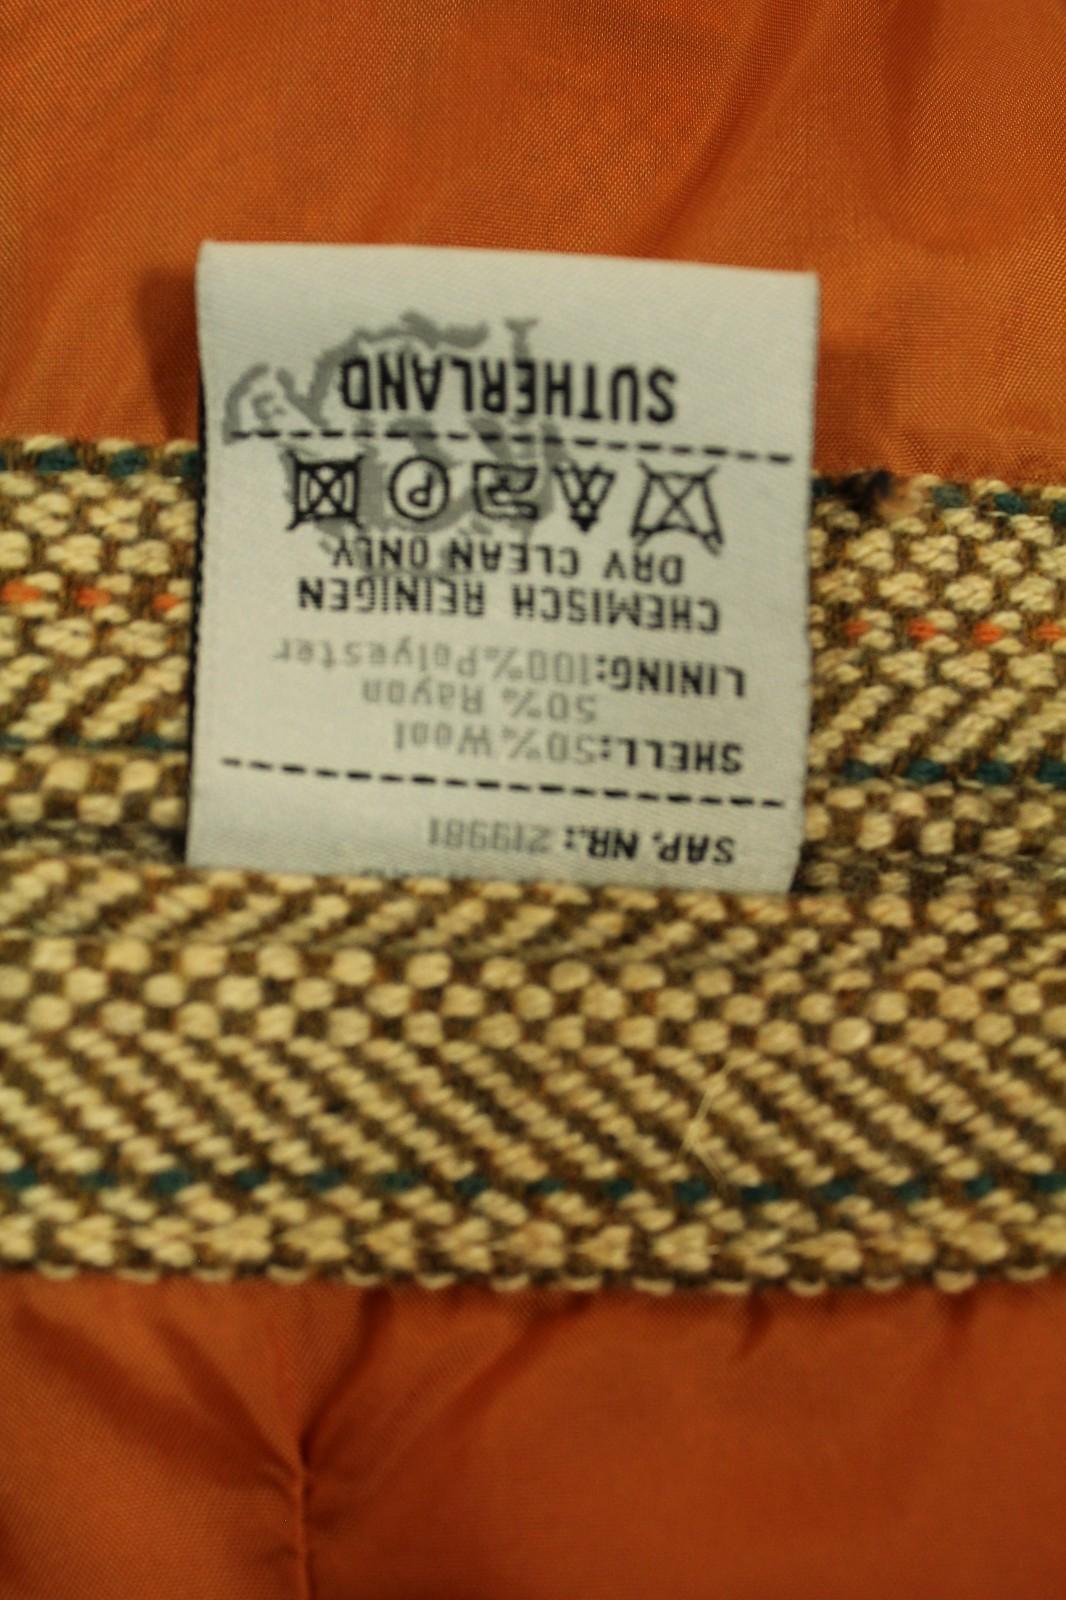 SAP. NR.: 219981
SHELL:50%Wool
50% Rayon
LINING:100%Polyester
CHEMISCH REINIGEN
DRY CLEAN ONLY
P
SUTHERLAND